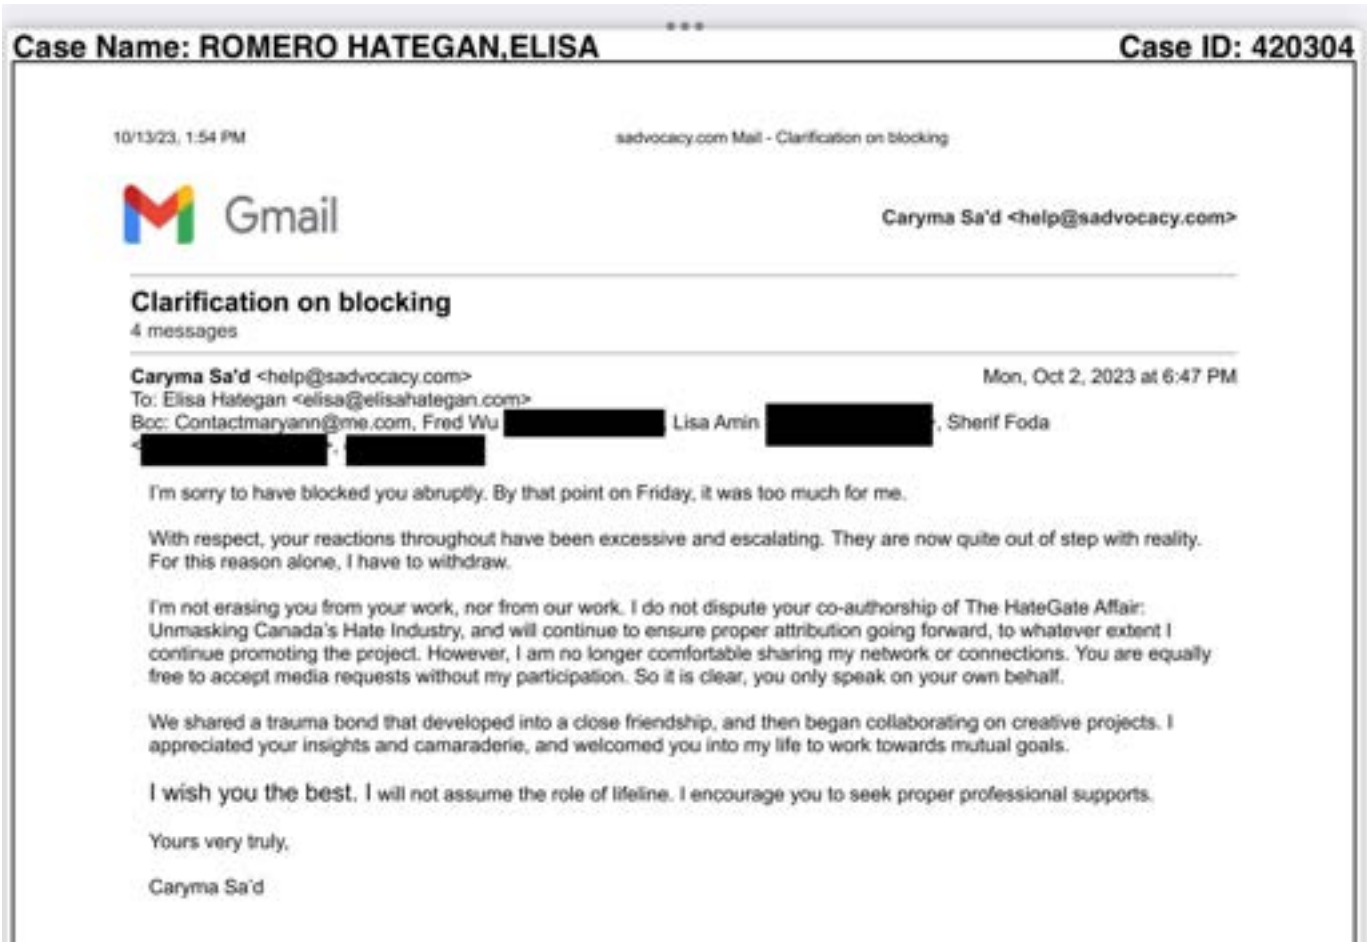 Case Name: ROMERO HATEGAN,ELISA
Case ID: 420304
10/13/23, 1:54 PM
sadvocacy.com Mail - Clarification on blocking
Gmail
Caryma Sa'd <help@sadvocacy.com>
Clarification on blocking
4 messages
Caryma Sa'd <help@sadvocacy.com>
Mon, Oct 2, 2023 at 6:47 PM
To: Elisa Hategan <elisa@elisahategan.com>
Bcc: Contactmaryann@me.com, Fred Wu Lisa Amin , Sherif Foda
< ,
I'm sorry to have blocked you abruptly. By that point on Friday, it was too much for me.
With respect, your reactions throughout have been excessive and escalating. They are now quite out of step with reality.
For this reason alone, I have to withdraw.
I'm not erasing you from your work, nor from our work. I do not dispute your co-authorship of The HateGate Affair:
Unmasking Canada's Hate Industry, and will continue to ensure proper attribution going forward, to whatever extent I
continue promoting the project. However, I am no longer comfortable sharing my network or connections. You are equally
free to accept media requests without my participation. So it is clear, you only speak on your own behalf.
We shared a trauma bond that developed into a close friendship, and then began collaborating on creative projects. I
appreciated your insights and camaraderie, and welcomed you into my life to work towards mutual goals.
I wish you the best. I will not assume the role of lifeline. I encourage you to seek proper professional supports.
Yours very truly,
Caryma Sa'd